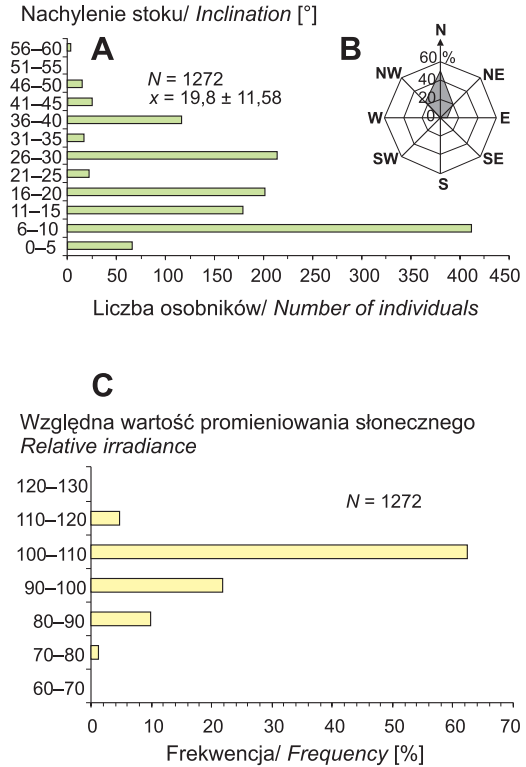 Nachylenie stoku/ Inclination [°]
A
56–60
51–55
46–50
41–45
36–40
31–35
26–30
21–25
16–20
11–15
6–10
0–5
N = 1272
x = 19,8 ± 11,58
0 50 100 150 200 250 300 350 400 450
Liczba osobników/ Number of individuals
B
N
60 %
40
20
0
NW
NE
W
E
SW
SE
S
C
Względna wartość promieniowania słonecznego
Relative irradiance
120–130
110–120
100–110
90–100
80–90
70–80
60–70
N = 1272
0 10 20 30 40 50 60 70
Frekwencja/ Frequency [%]